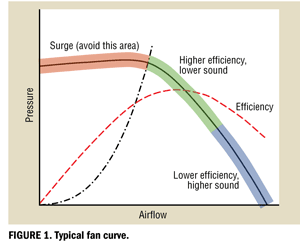 Surge (avoid this area)
Higher efficiency,
lower sound
Efficiency
Pressure
Lower efficiency,
higher sound
Airflow
FIGURE 1. Typical fan curve.